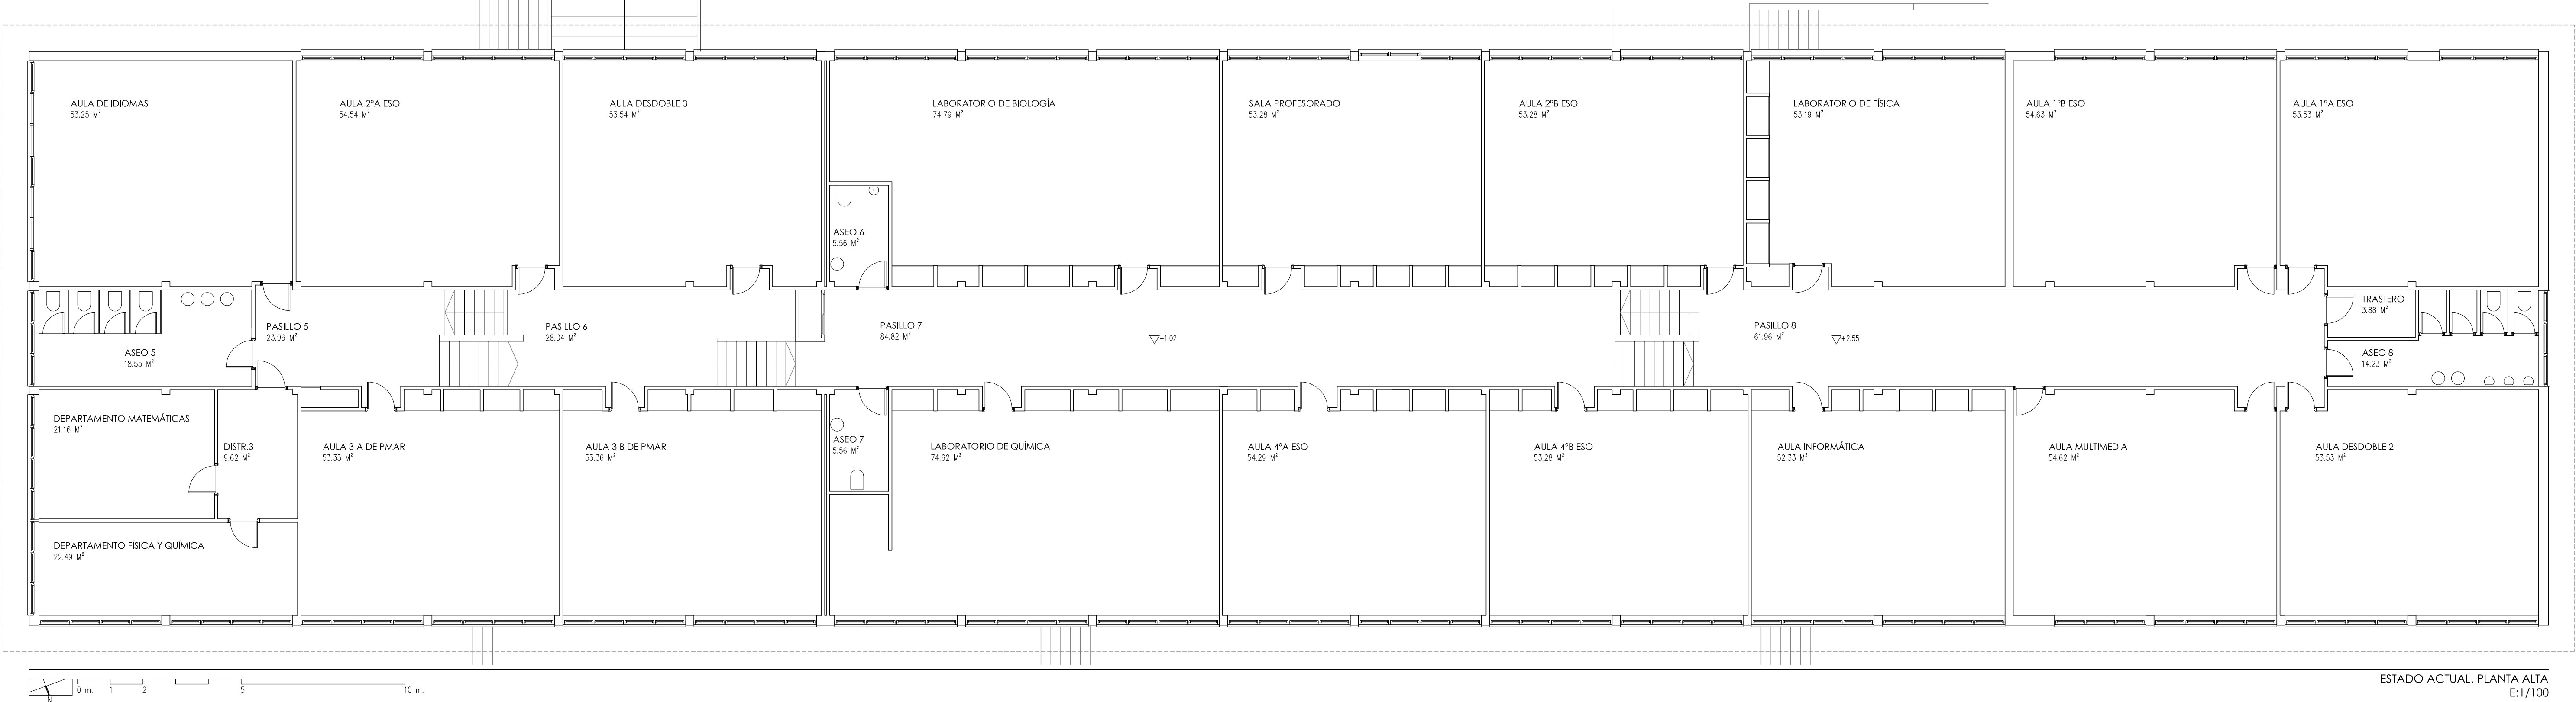 AULA DE IDIOMAS
53.25 M²
AULA 2ºA ESO
54.54 M²
AULA DESDOBLE 3
53.54 M²
LABORATORIO DE BIOLOGÍA
74.79 M²
SALA PROFESORADO
53.28 M²
AULA 2ºB ESO
53.28 M²
LABORATORIO DE FÍSICA
53.19 M²
AULA 1ºB ESO
54.63 M²
AULA 1ºA ESO
53.53 M²
ASEO 6
5.56 M²
ASEO 5
18.55 M²
PASILLO 5
23.96 M²
PASILLO 6
28.04 M²
PASILLO 7
84.82 M²
+1.02
PASILLO 8
61.96 M²
+2.55
TRASTERO
3.88 M²
ASEO 8
14.23 M²
DEPARTAMENTO MATEMÁTICAS
21.16 M²
DISTR.3
9.62 M²
AULA 3 A DE PMAR
53.35 M²
AULA 3 B DE PMAR
53.36 M²
ASEO 7
5.56 M²
LABORATORIO DE QUÍMICA
74.62 M²
AULA 4ºA ESO
54.29 M²
AULA 4ºB ESO
53.28 M²
AULA INFORMÁTICA
52.33 M²
AULA MULTIMEDIA
54.62 M²
AULA DESDOBLE 2
53.53 M²
DEPARTAMENTO FÍSICA Y QUÍMICA
22.49 M²
N
0 m. 1 2 5 10 m.
ESTADO ACTUAL. PLANTA ALTA
E:1/100